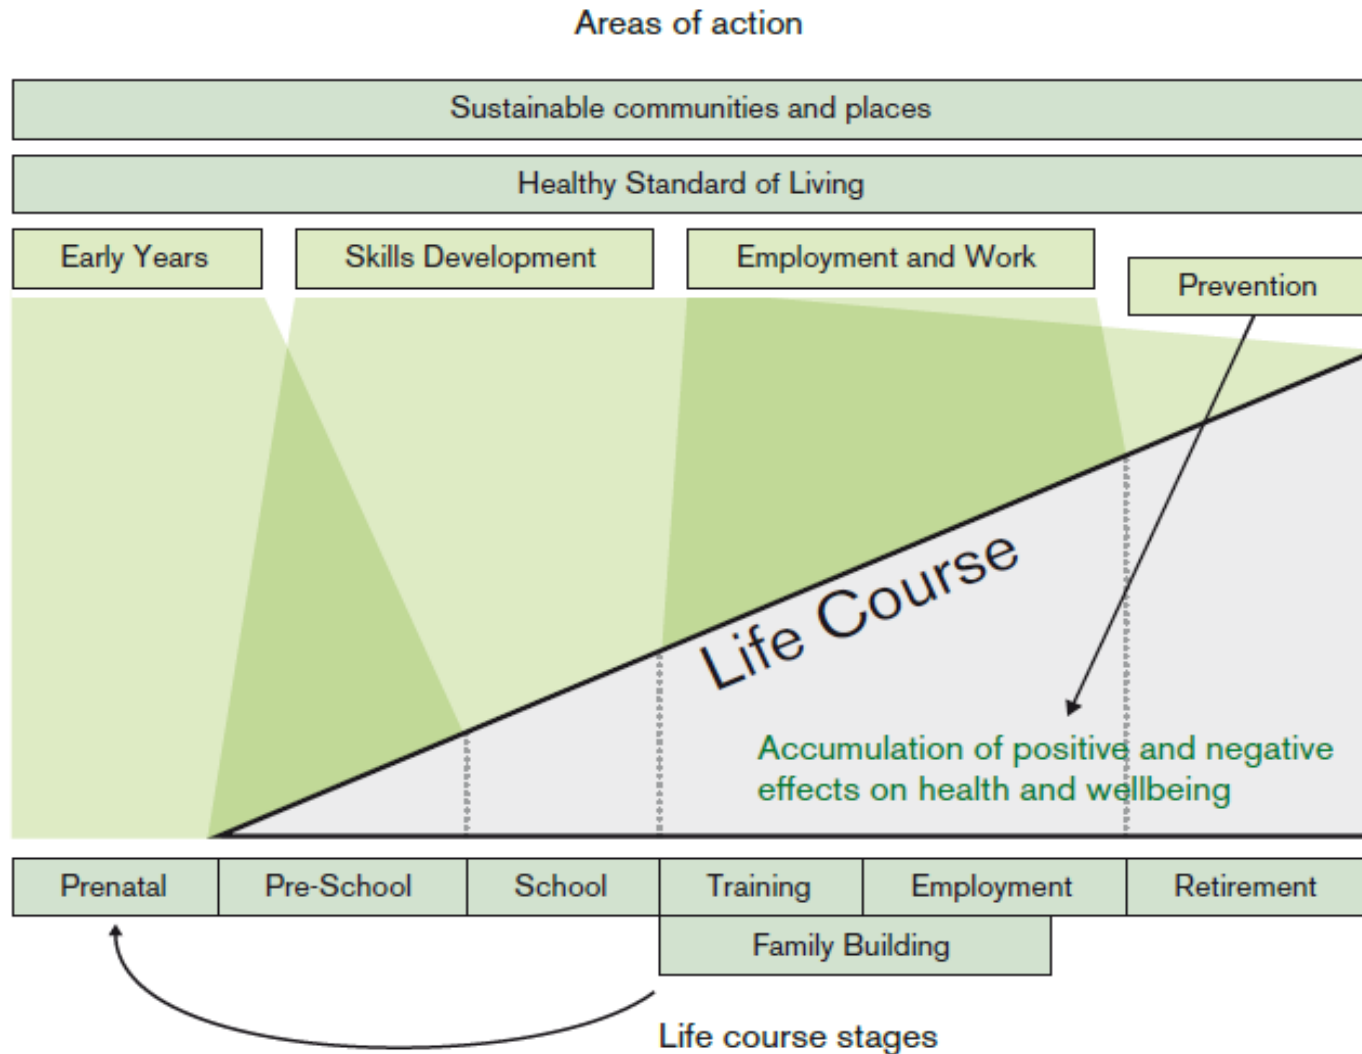 Areas of action
Sustainable communities and places
Healthy Standard of Living
Early Years
Skills Development
Employment and Work
Prevention
Life Course
Accumulation of positive and negative
effects on health and wellbeing
Prenatal
Pre-School
School
Training
Employment
Retirement
Family Building
Life course stages